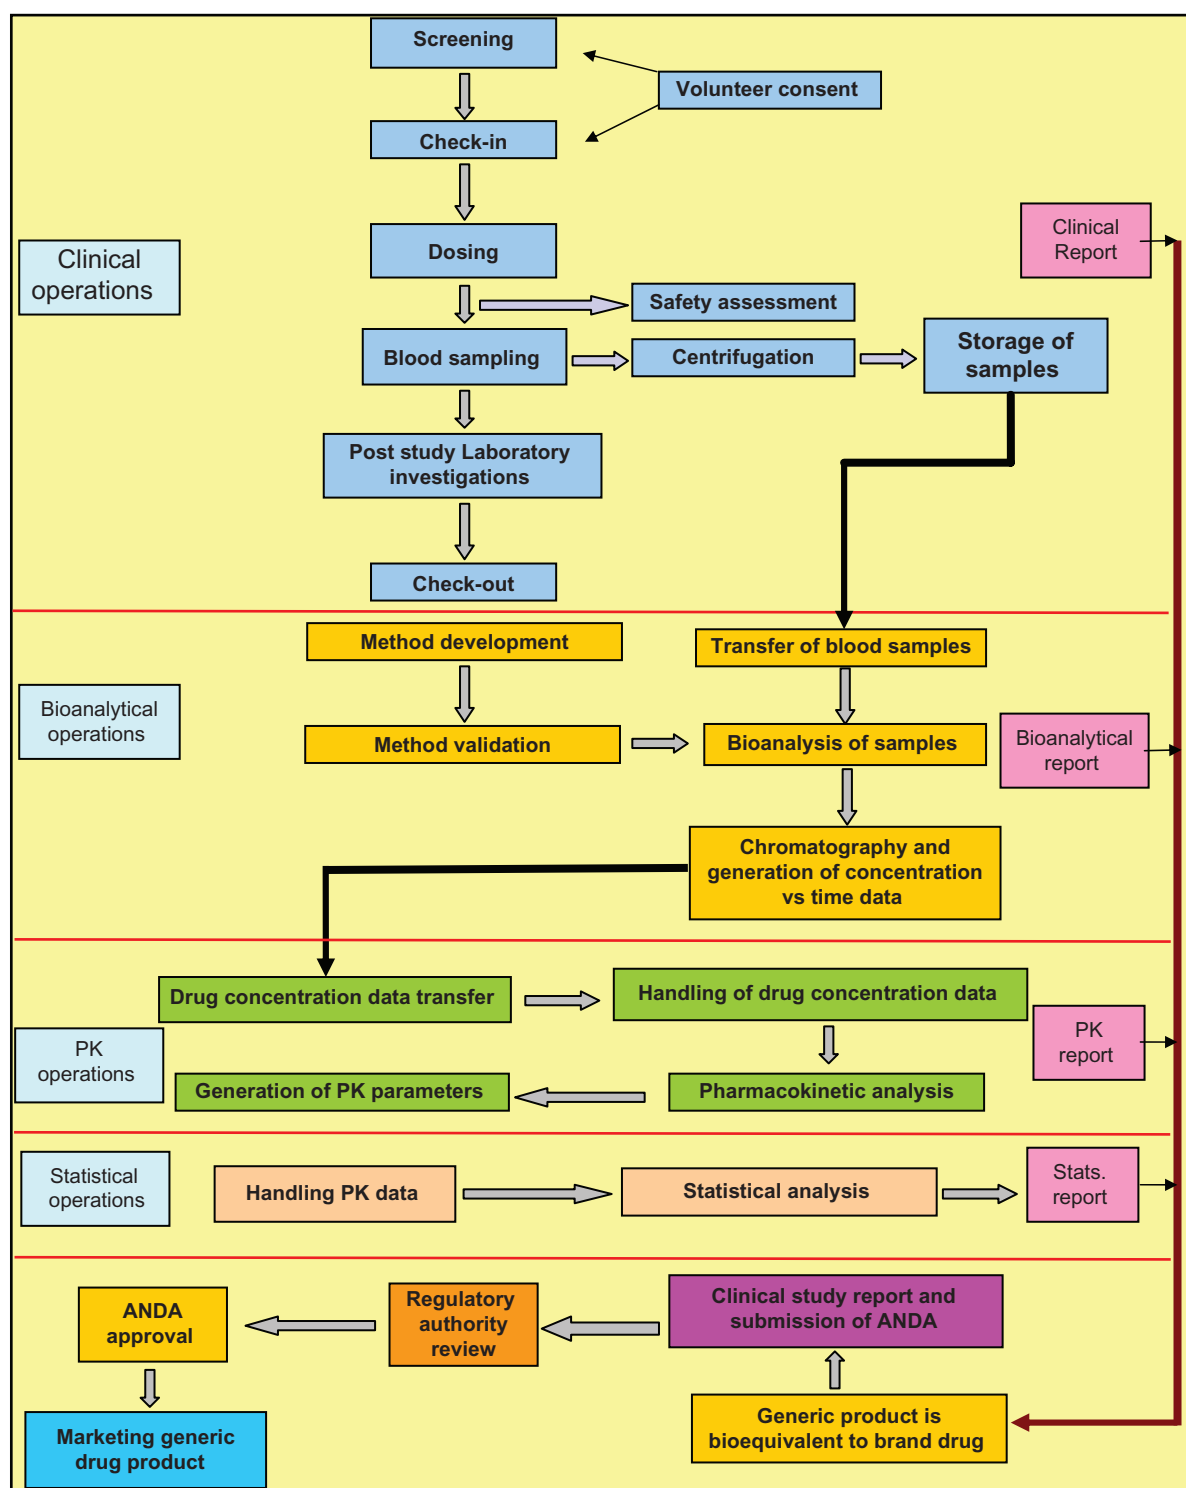 Screening
Volunteer consent
Check-in
Clinical
Report
Dosing
Clinical
operations
Safety assessment
Blood sampling
Centrifugation
Storage of
samples
Post study Laboratory
investigations
Check-out
Method development
Transfer of blood samples
Bioanalytical
operations
Method validation
Bioanalysis of samples
Bioanalytical
report
Chromatography and
generation of concentration
vs time data
Drug concentration data transfer
Handling of drug concentration data
PK
operations
PK
report
Generation of PK parameters
Pharmacokinetic analysis
Statistical
operations
Handling PK data
Statistical analysis
Stats.
report
ANDA
approval
Regulatory
authority
review
Clinical study report and
submission of ANDA
Marketing generic
drug product
Generic product is
bioequivalent to brand drug